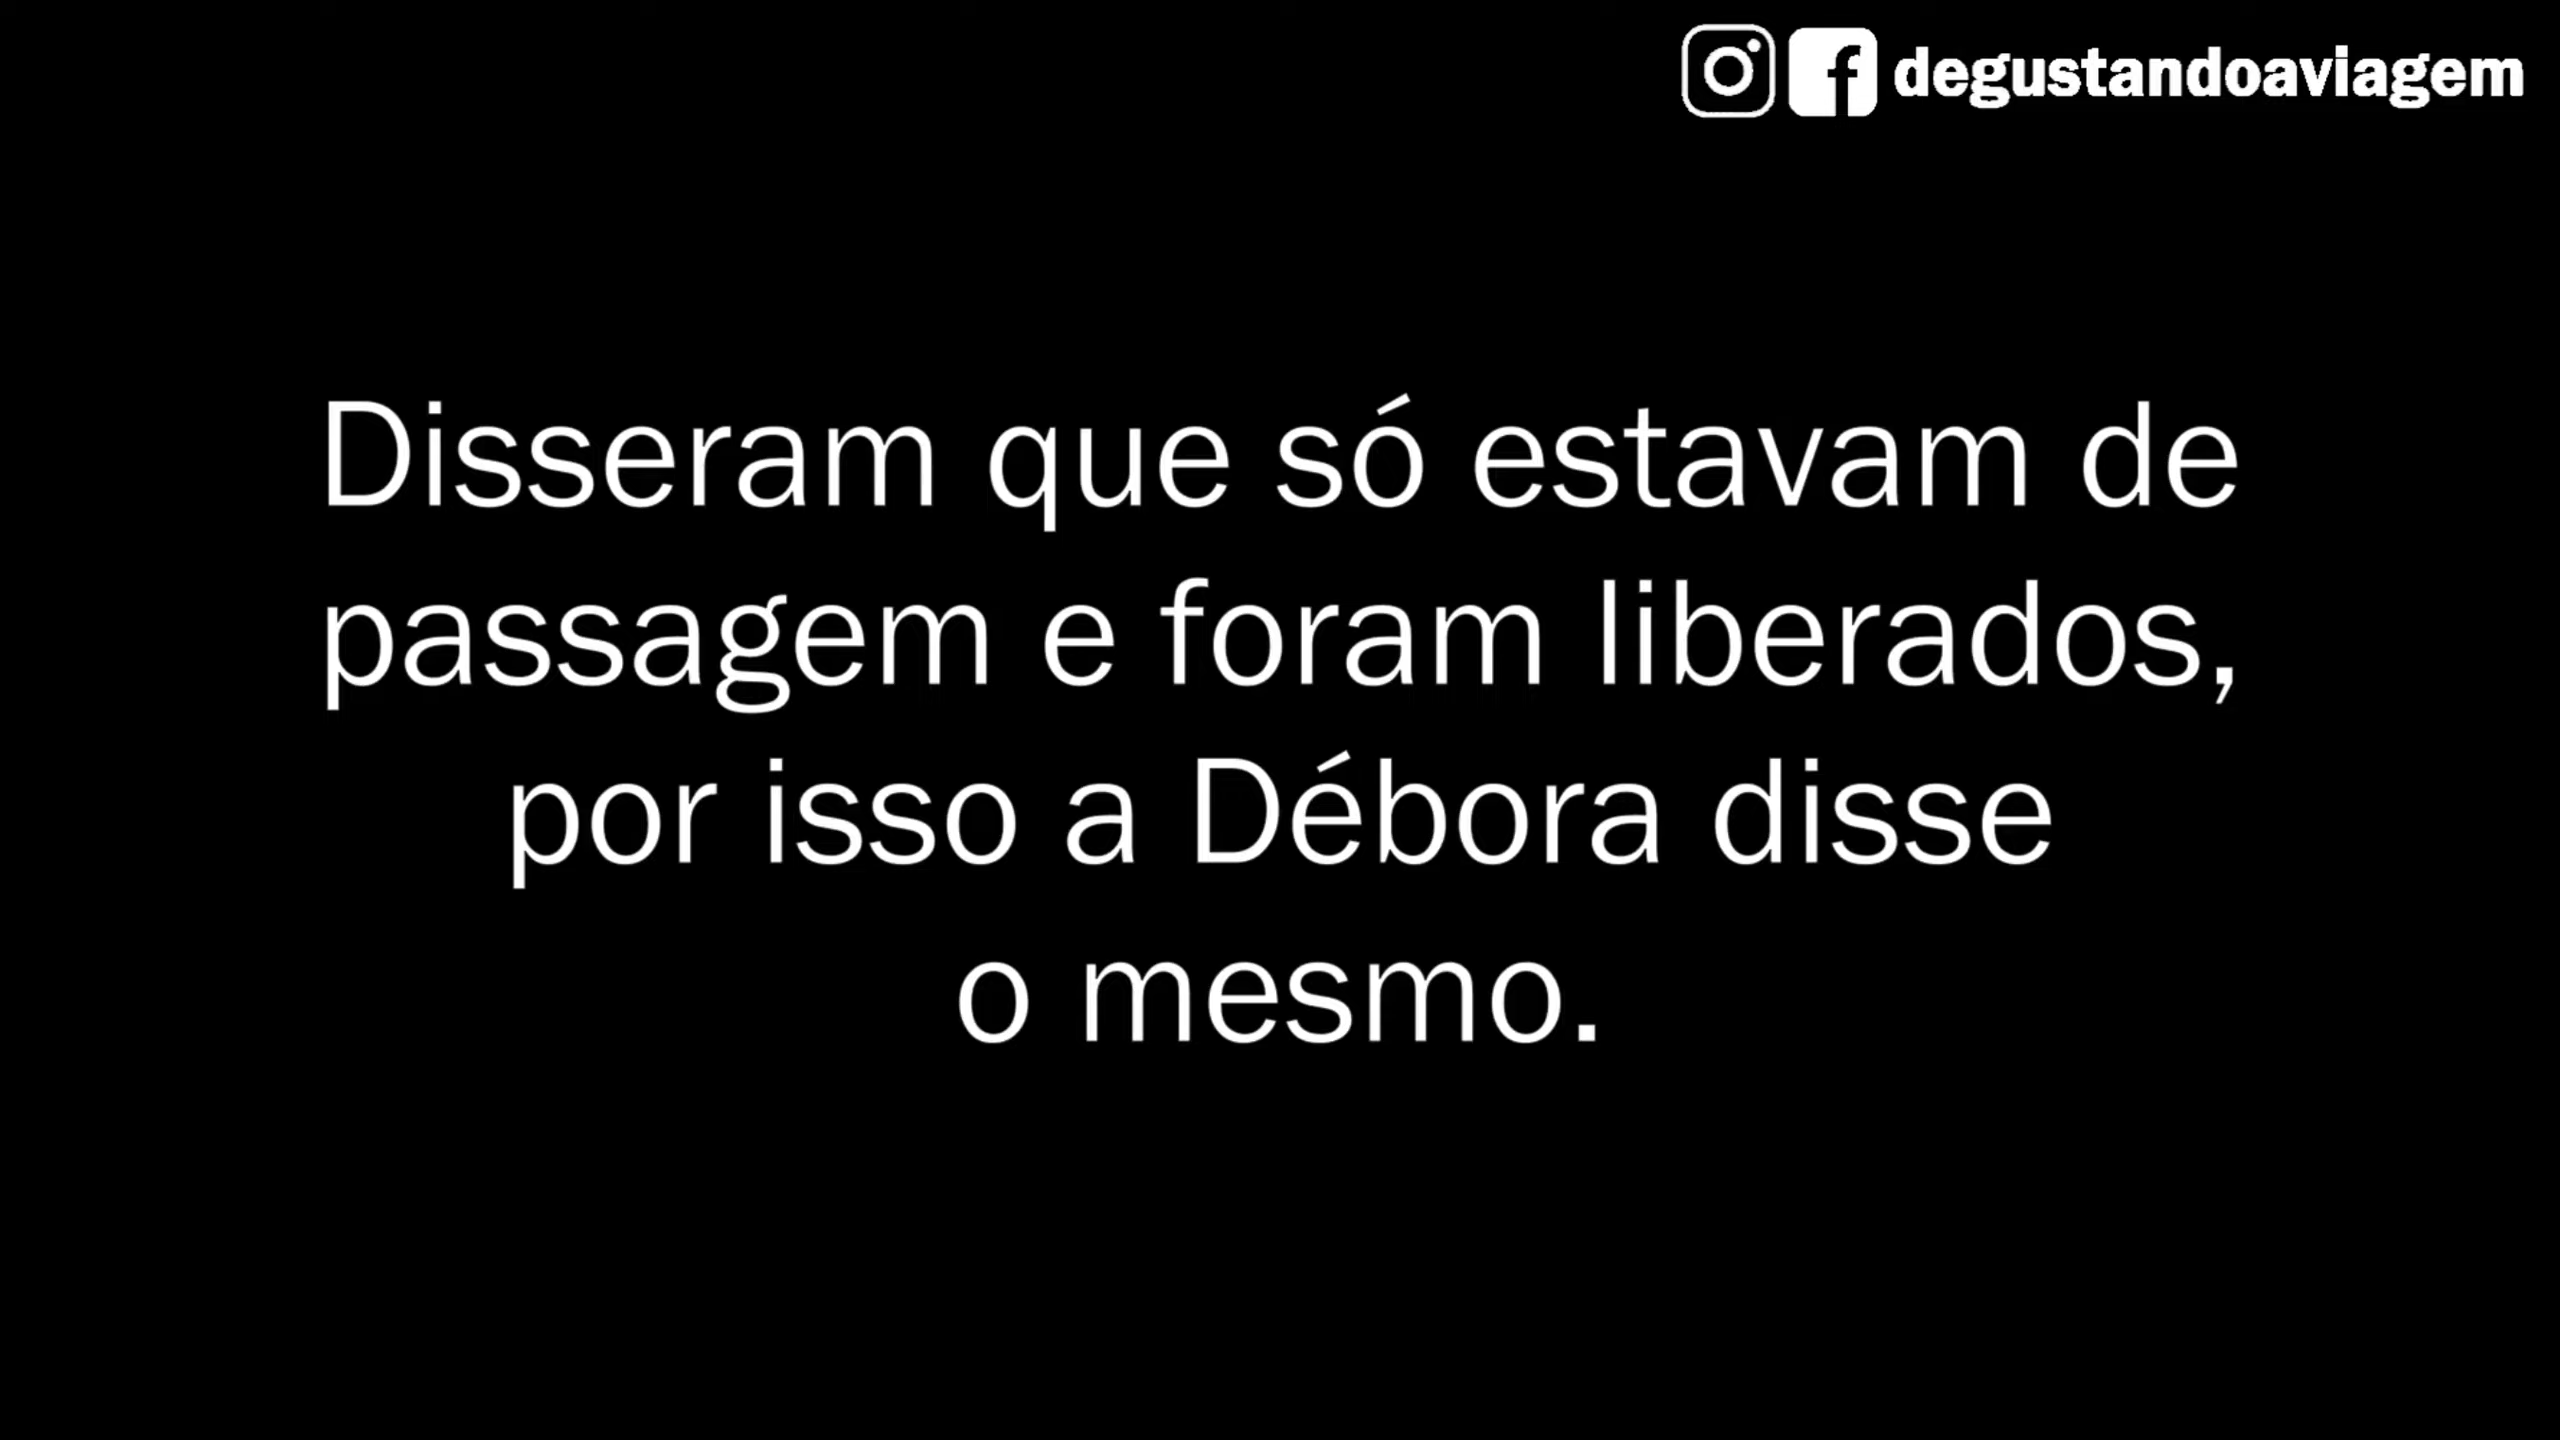 degustandoaviagem
Disseram que só estavam de
passagem e foram liberados,
por isso a Débora disse
o mesmo.